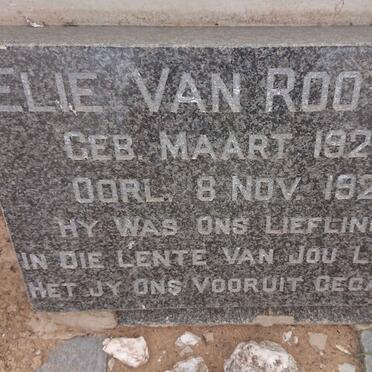 ELIE VAN ROO
GEB. MAART 192
OORL. 8 NOV. 192
HY WAS ONS LIEFLIN
IN DIE LENTE VAN JOU L
HET JY ONS VOORUIT GEGA